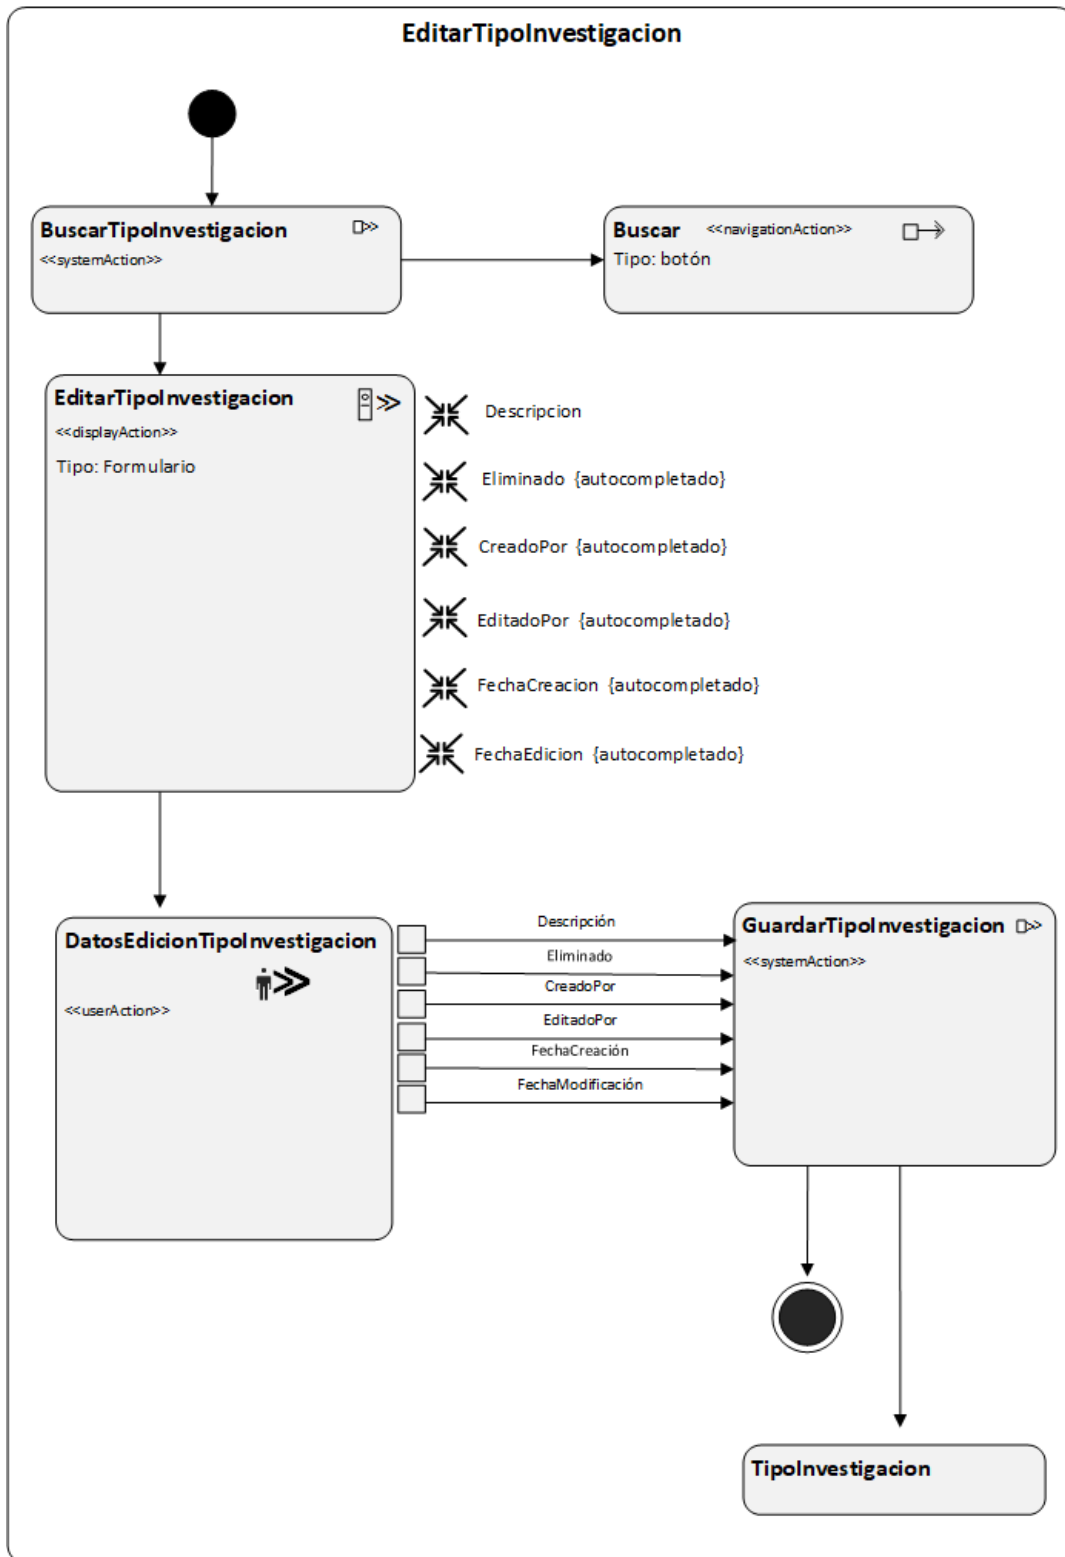 EditarTipoInvestigacion
BuscarTipoInvestigacion
<<systemAction>>
Buscar <<navigationAction>>
Tipo: botón
EditarTipoInvestigacion
<<displayAction>>
Tipo: Formulario
Descripcion
Eliminado {autocompletado}
CreadoPor {autocompletado}
EditadoPor {autocompletado}
FechaCreacion {autocompletado}
FechaEdicion {autocompletado}
DatosEdicionTipoInvestigacion
<<userAction>>
Descripción
Eliminado
CreadoPor
EditadoPor
FechaCreación
FechaModificación
GuardarTipoInvestigacion
<<systemAction>>
TipoInvestigacion